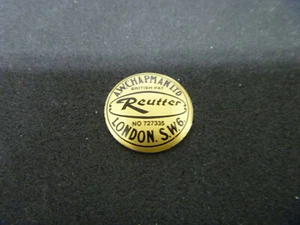 A.W.CHAPMAN.LTD
BRITISH PAT
Reutter
NO 727335
LONDON. S.W.6.